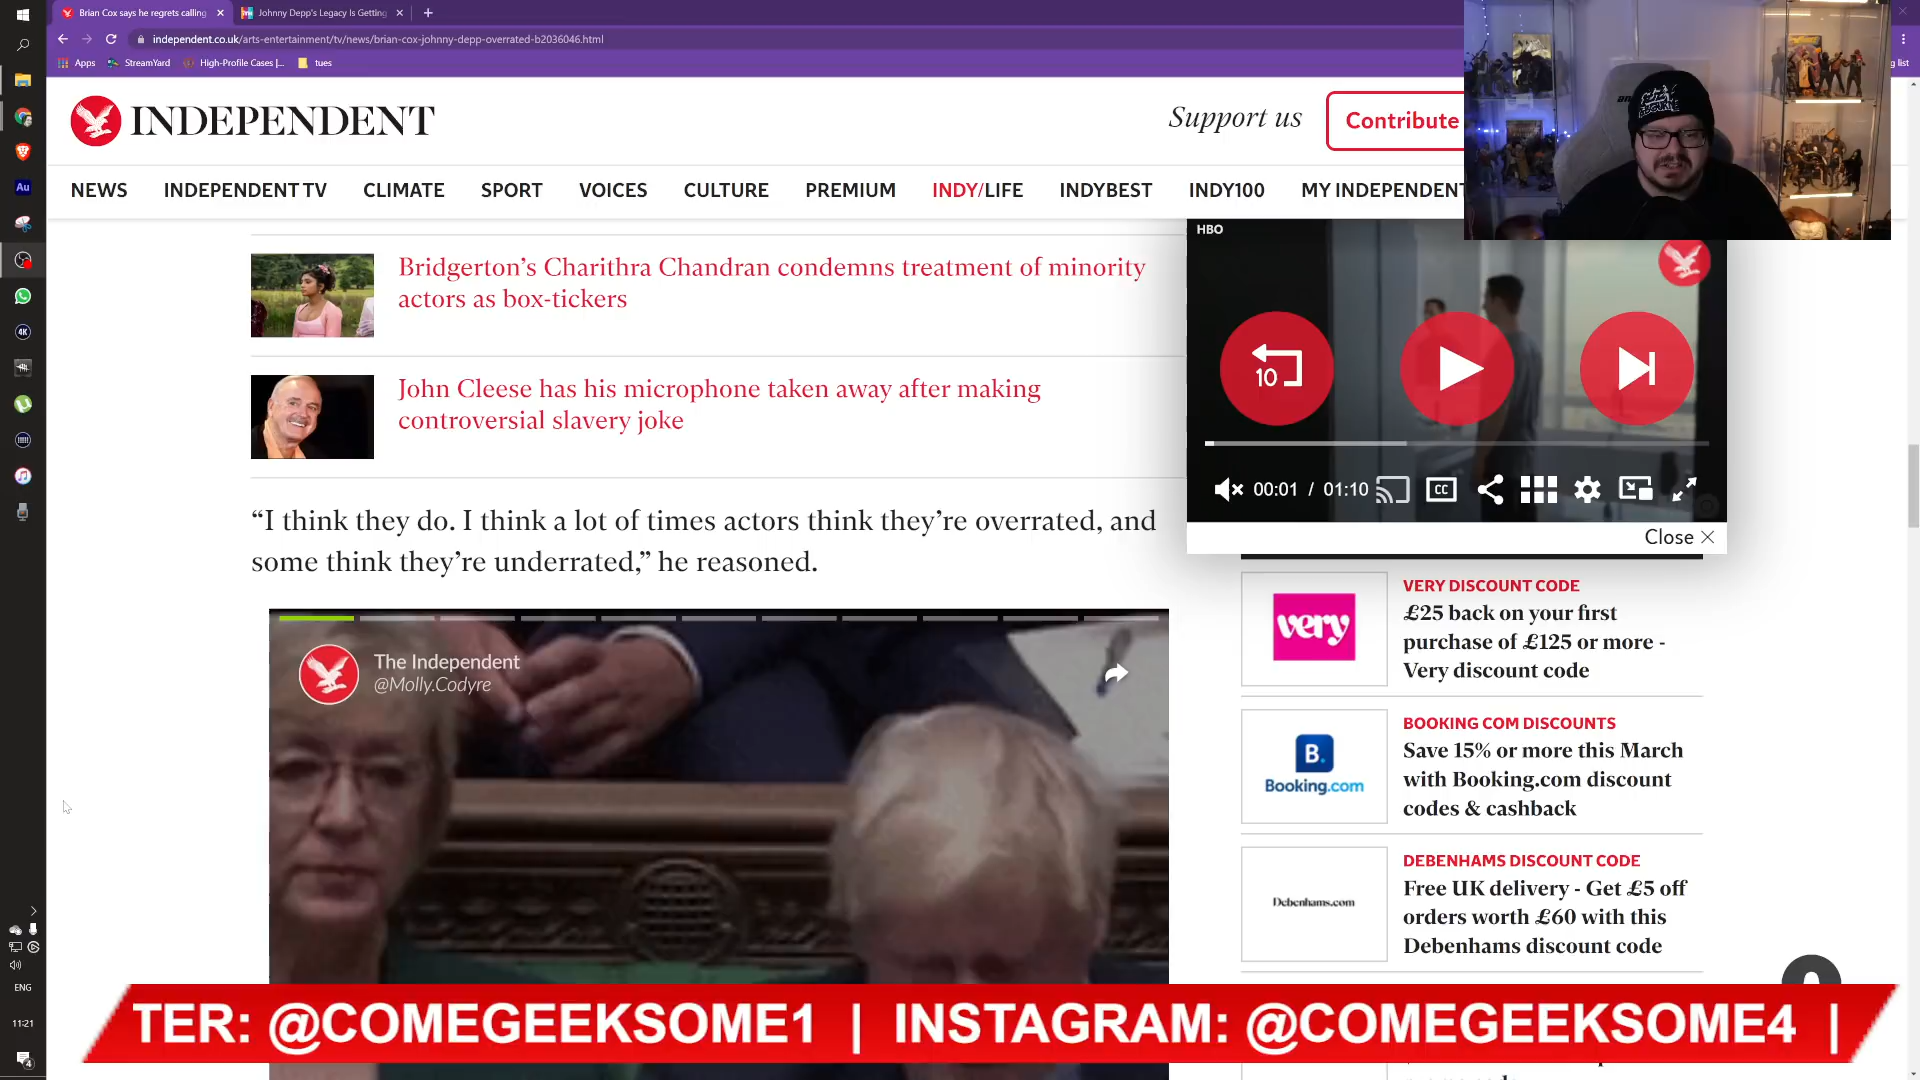 Brian Cox says he regrets calling
Johnny Depp's Legacy Is Getting
independent.co.uk/arts-entertainment/tv/news/brian-cox-johnny-depp-overrated-b2036046.html
Apps
StreamYard
High-Profile Cases |...
tues
g list
INDEPENDENT
Support us
Contribute
NEWS
INDEPENDENT TV
CLIMATE
SPORT
VOICES
CULTURE
PREMIUM
INDY/LIFE
INDYBEST
INDY100
MY INDEPENDENT
HBO
Bridgerton’s Charithra Chandran condemns treatment of minority
actors as box-tickers
John Cleese has his microphone taken away after making
controversial slavery joke
10
00:01 / 01:10
CC
Close
“I think they do. I think a lot of times actors think they’re overrated, and
some think they’re underrated,” he reasoned.
The Independent
@Molly.Codyre
very
VERY DISCOUNT CODE
£25 back on your first
purchase of £125 or more -
Very discount code
B.
Booking.com
BOOKING COM DISCOUNTS
Save 15% or more this March
with Booking.com discount
codes & cashback
Debenhams.com
DEBENHAMS DISCOUNT CODE
Free UK delivery - Get £5 off
orders worth £60 with this
Debenhams discount code
Au
4K
ENG
11:21
4
TER: @COMEGEEKSOME1 | INSTAGRAM: @COMEGEEKSOME4 |